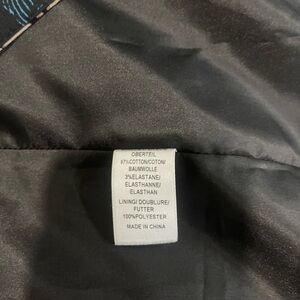 OBERTEIL
97%COTTON/COTON/
BAUMWOLLE
3%ELASTANE/
ELASTHANNE/
ELASTHAN
LINING/ DOUBLURE/
FUTTER
100%POLYESTER
MADE IN CHINA